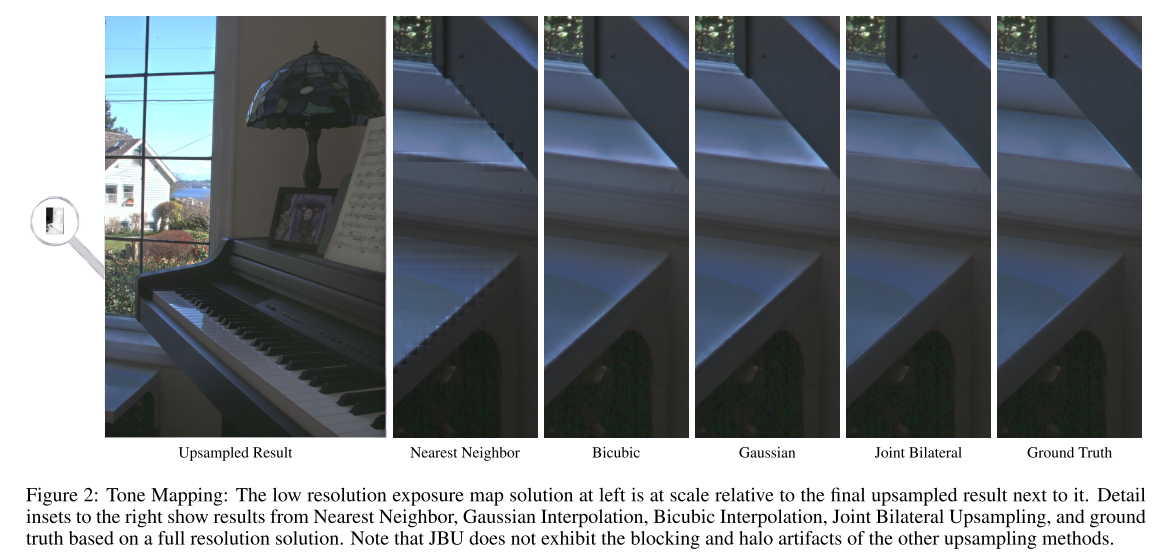 Upsampled Result
Nearest Neighbor
Bicubic
Gaussian
Joint Bilateral
Ground Truth
Figure 2: Tone Mapping: The low resolution exposure map solution at left is at scale relative to the final upsampled result next to it. Detail
insets to the right show results from Nearest Neighbor, Gaussian Interpolation, Bicubic Interpolation, Joint Bilateral Upsampling, and ground
truth based on a full resolution solution. Note that JBU does not exhibit the blocking and halo artifacts of the other upsampling methods.